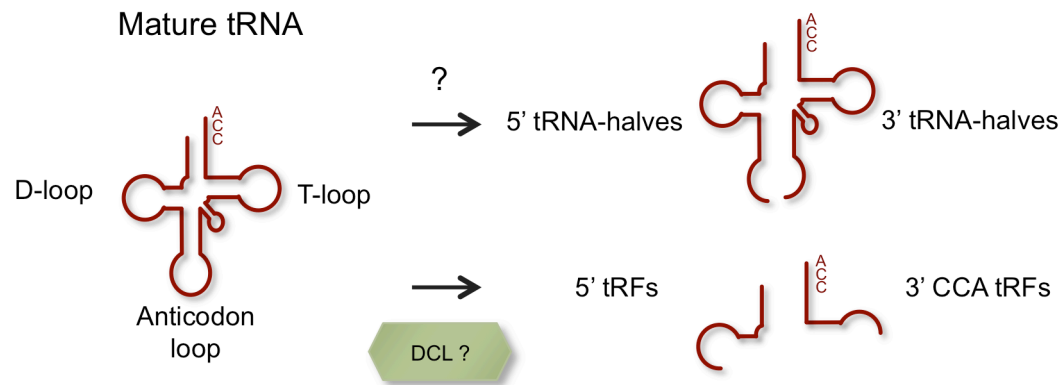 Mature tRNA
?
A
C
C
5’ tRNA-halves
3’ tRNA-halves
A
C
C
D-loop
T-loop
Anticodon
loop
DCL ?
5’ tRFs
A
C
C
3’ CCA tRFs